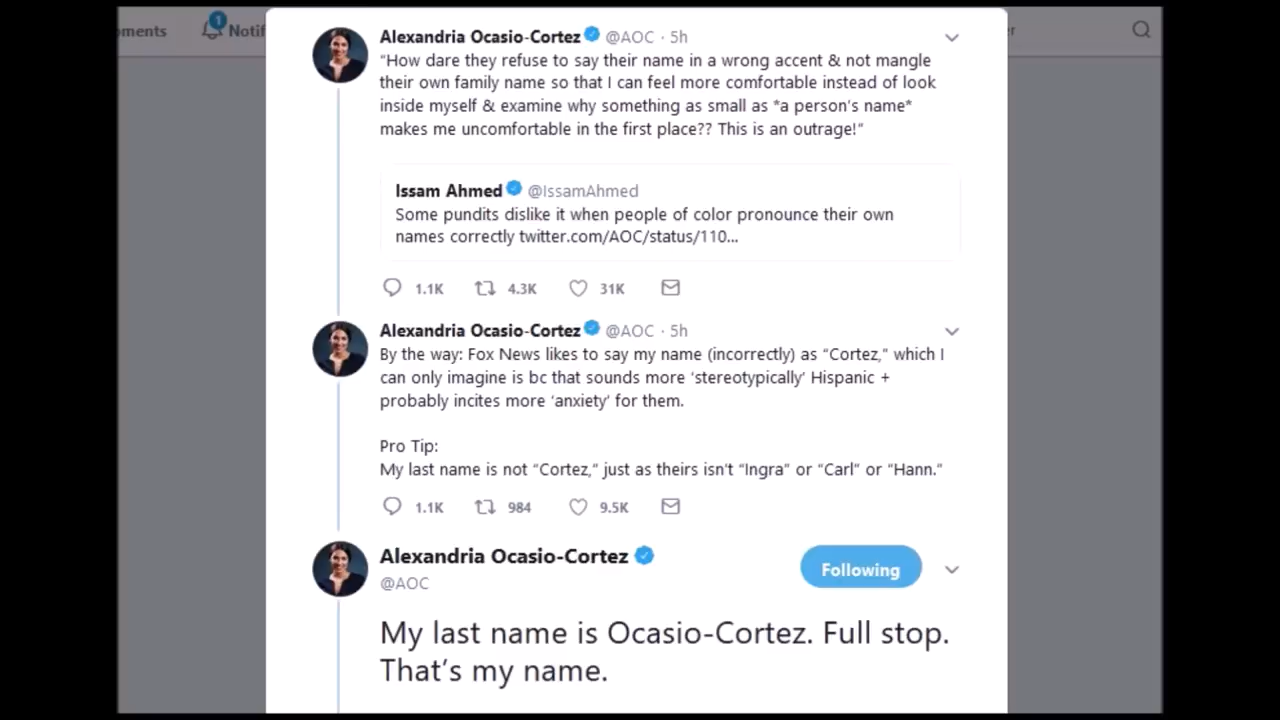 oments
1
Notif
er
Alexandria Ocasio-Cortez @AOC · 5h
“How dare they refuse to say their name in a wrong accent & not mangle
their own family name so that I can feel more comfortable instead of look
inside myself & examine why something as small as *a person's name*
makes me uncomfortable in the first place?? This is an outrage!“
Issam Ahmed @IssamAhmed
Some pundits dislike it when people of color pronounce their own
names correctly twitter.com/AOC/status/110...
1.1K 4.3K 31K
Alexandria Ocasio-Cortez @AOC · 5h
By the way: Fox News likes to say my name (incorrectly) as “Cortez,” which I
can only imagine is bc that sounds more ‘stereotypically’ Hispanic +
probably incites more ‘anxiety’ for them.
Pro Tip:
My last name is not “Cortez,” just as theirs isn't “Ingra” or “Carl” or “Hann.”
1.1K 984 9.5K
Alexandria Ocasio-Cortez
Following
@AOC
My last name is Ocasio-Cortez. Full stop.
That’s my name.